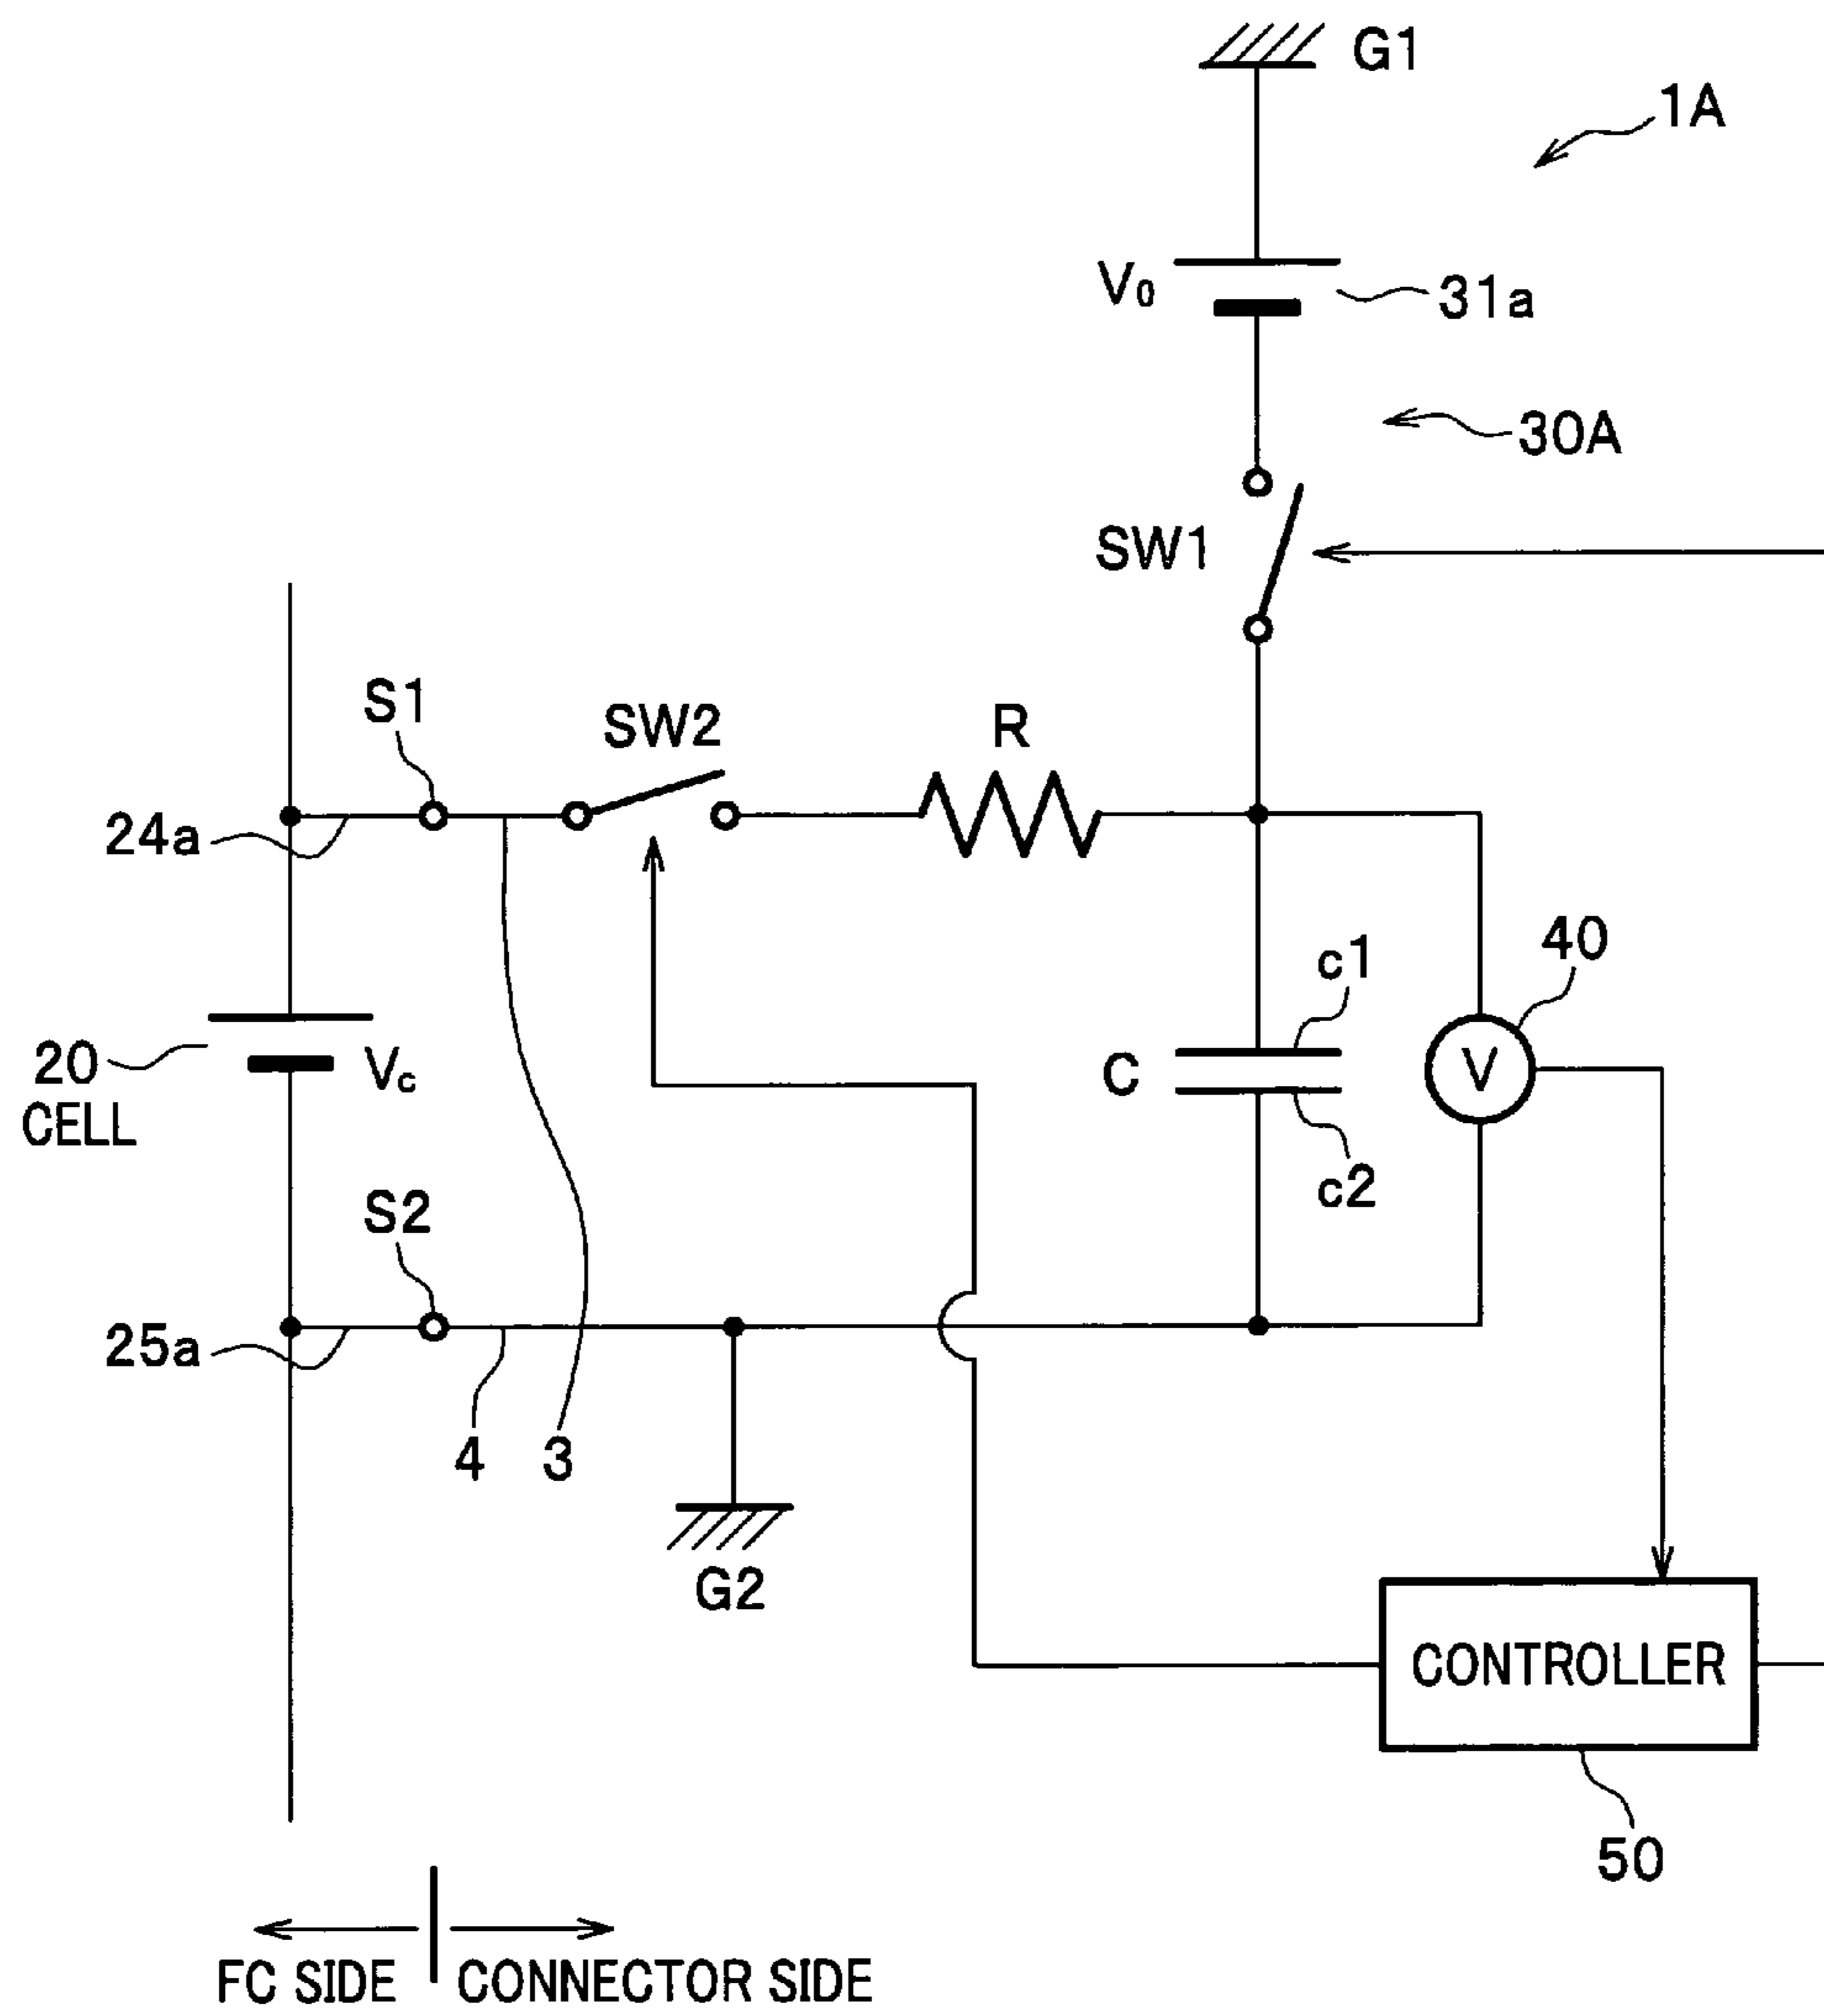 G1
1A
V0
31a
30A
SW1
S1
SW2
R
24a
40
c1
20
CELL
Vc
C
V
c2
S2
25a
4
3
G2
CONTROLLER
50
FC SIDE
CONNECTOR SIDE